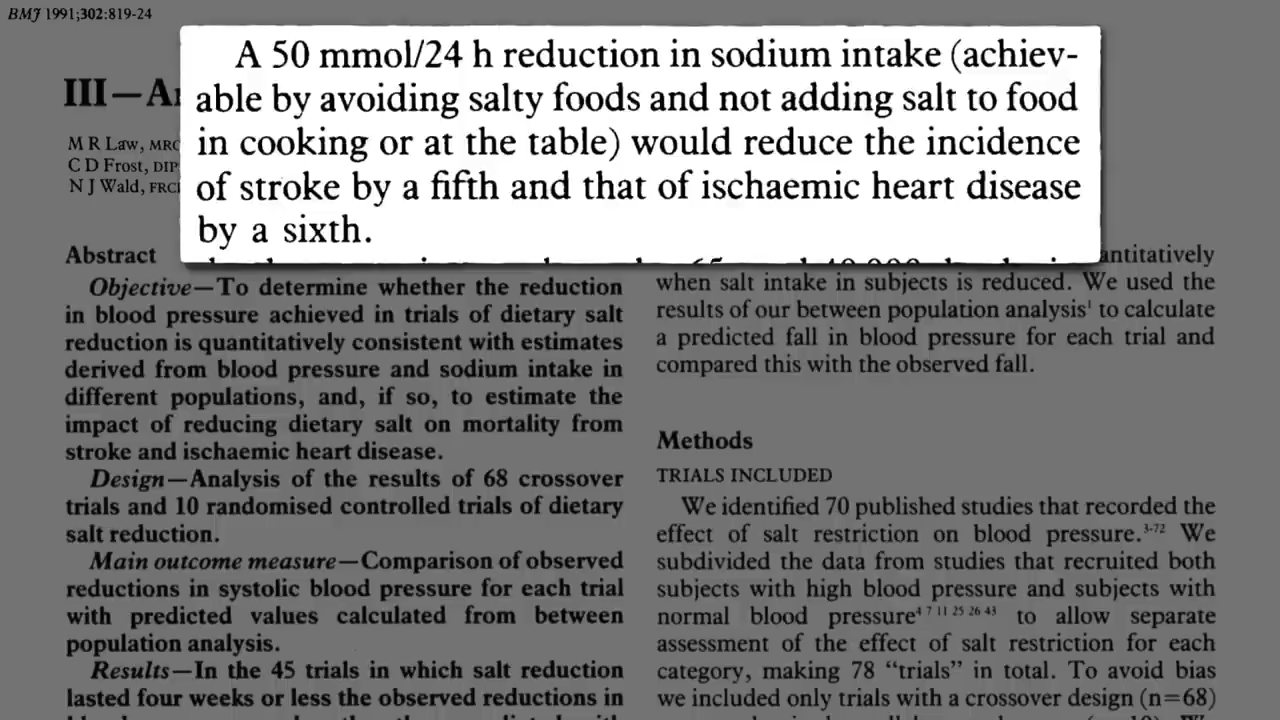 BMJ 1991;302:819-24
A 50 mmol/24 h reduction in sodium intake (achiev-
able by avoiding salty foods and not adding salt to food
in cooking or at the table) would reduce the incidence
of stroke by a fifth and that of ischaemic heart disease
by a sixth.
III—A
M R Law, MRC
C D Frost, DIP
N J Wald, FRC
Abstract
Objective—To determine whether the reduction
in blood pressure achieved in trials of dietary salt
reduction is quantitatively consistent with estimates
derived from blood pressure and sodium intake in
different populations, and, if so, to estimate the
impact of reducing dietary salt on mortality from
stroke and ischaemic heart disease.
Design—Analysis of the results of 68 crossover
trials and 10 randomised controlled trials of dietary
salt reduction.
Main outcome measure—Comparison of observed
reductions in systolic blood pressure for each trial
with predicted values calculated from between
population analysis.
Results—In the 45 trials in which salt reduction
lasted four weeks or less the observed reductions in
antitatively
when salt intake in subjects is reduced. We used the
results of our between population analysis¹ to calculate
a predicted fall in blood pressure for each trial and
compared this with the observed fall.
Methods
TRIALS INCLUDED
We identified 70 published studies that recorded the
effect of salt restriction on blood pressure.³⁻⁷² We
subdivided the data from studies that recruited both
subjects with high blood pressure and subjects with
normal blood pressure⁴ ⁷ ¹¹ ²⁵ ²⁶ ⁴³ to allow separate
assessment of the effect of salt restriction for each
category, making 78 “trials” in total. To avoid bias
we included only trials with a crossover design (n=68)